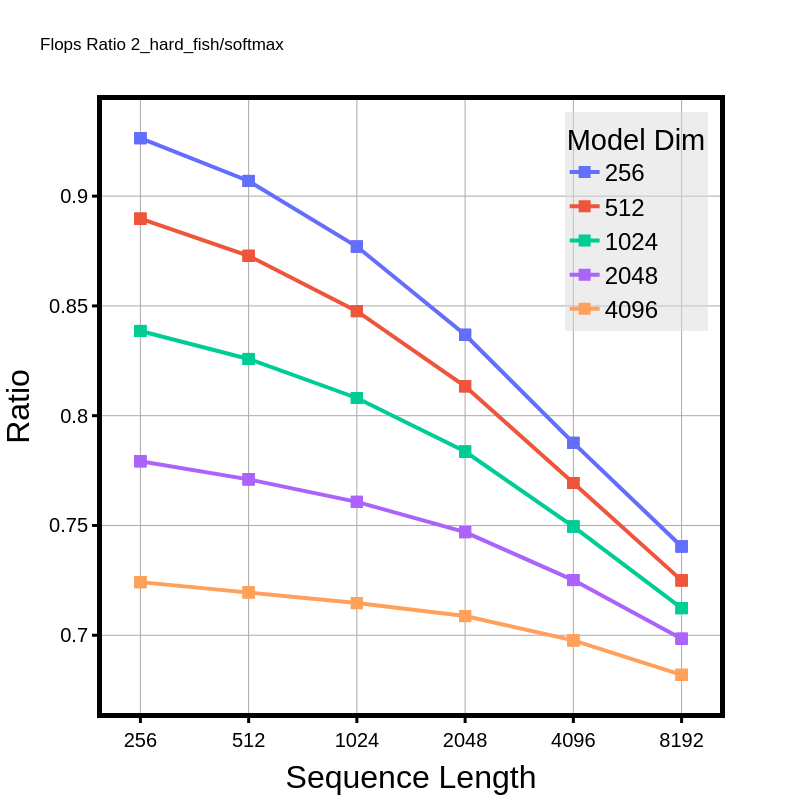 Flops Ratio 2_hard_fish/softmax
Model Dim
256
512
1024
2048
4096
0.9
0.85
0.8
0.75
0.7
Ratio
256 512 1024 2048 4096 8192
Sequence Length